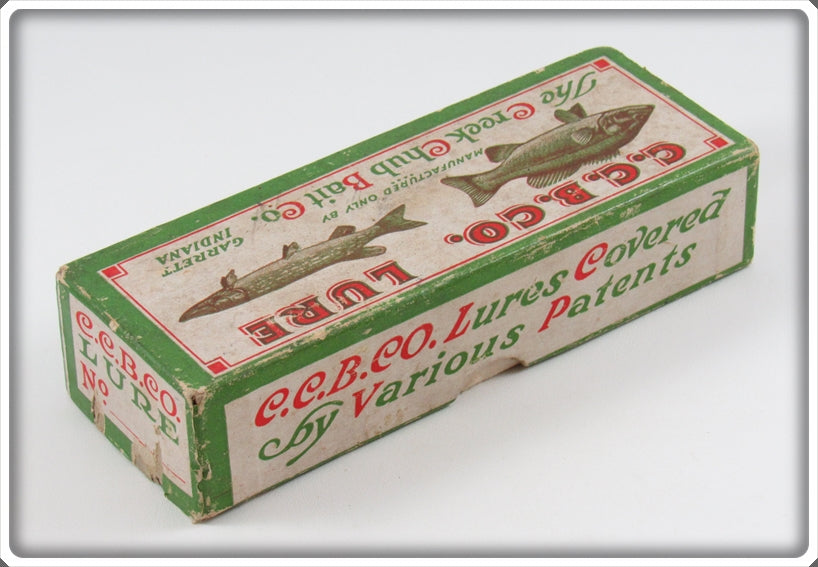 C.C.B.CO. LURE
MANUFACTURED ONLY BY
The Creek Chub Bait Co.
GARRETT
INDIANA
C.C.B.CO.
LURE
No.
C.C.B.CO. Lures Covered
by Various Patents